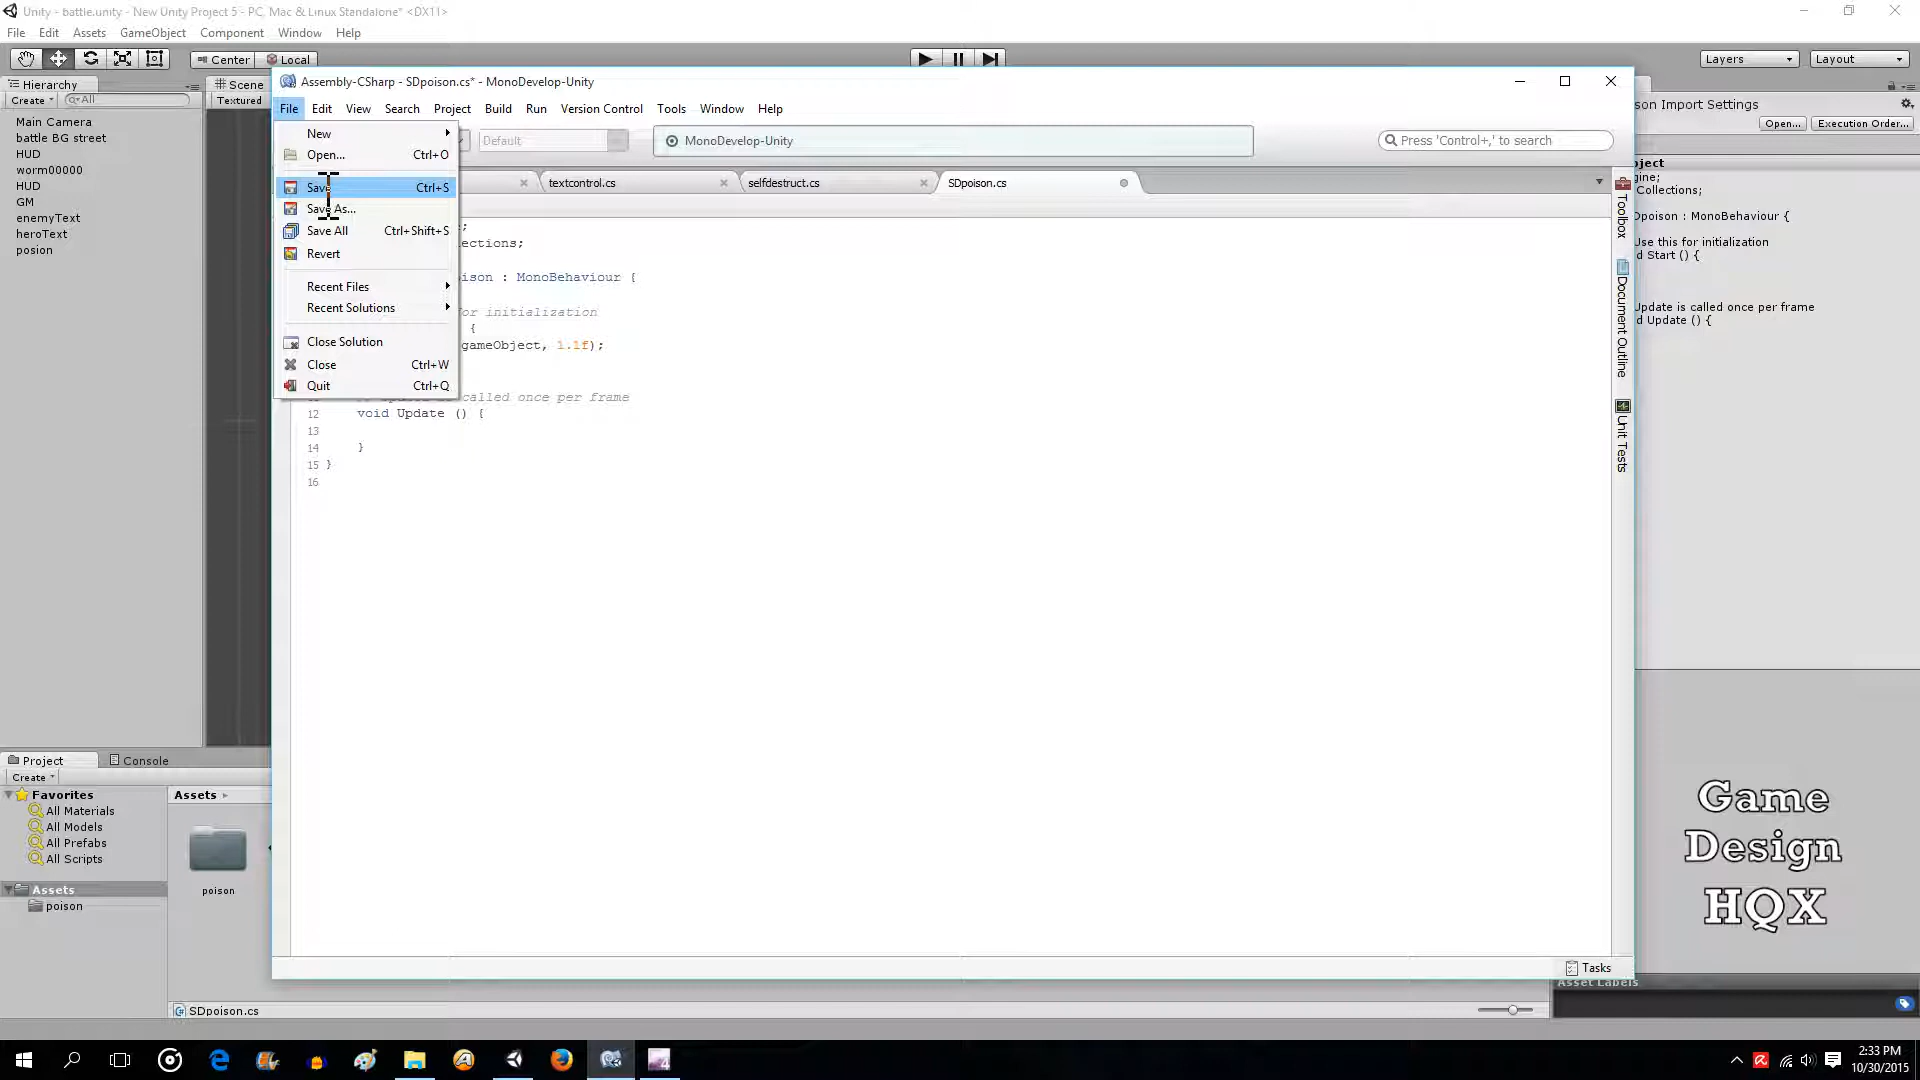 Unity - battle.unity - New Unity Project 5 - PC, Mac & Linux Standalone* <DX11>
File Edit Assets GameObject Component Window Help
Center Local Layers Layout
Hierarchy
Create All
Main Camera
battle BG street
HUD
worm00000
HUD
GM
enemyText
heroText
posion
Scene
Textured
Assembly-CSharp - SDpoison.cs* - MonoDevelop-Unity
File Edit View Search Project Build Run Version Control Tools Window Help
Default MonoDevelop-Unity Press 'Control+,' to search
textcontrol.cs selfdestruct.cs SDpoison.cs
New
Open... Ctrl+O
Save Ctrl+S
Save As...
Save All Ctrl+Shift+S
Revert
Recent Files
Recent Solutions
Close Solution
Close Ctrl+W
Quit Ctrl+Q
;
ections;
ison : MonoBehaviour {
or initialization
{
gameObject, 1.1f);
called once per frame
12 void Update () {
13
14 }
15 }
16
Toolbox
Document Outline
Unit Tests
Tasks
son Import Settings
Open... Execution Order...
oject
gine;
Collections;
Dpoison : MonoBehaviour {
Use this for initialization
d Start () {
Update is called once per frame
d Update () {
Project Console
Create
Favorites
All Materials
All Models
All Prefabs
All Scripts
Assets
poison
Assets
poison
SDpoison.cs
Asset Labels
Game
Design
HQX
2:33 PM
10/30/2015